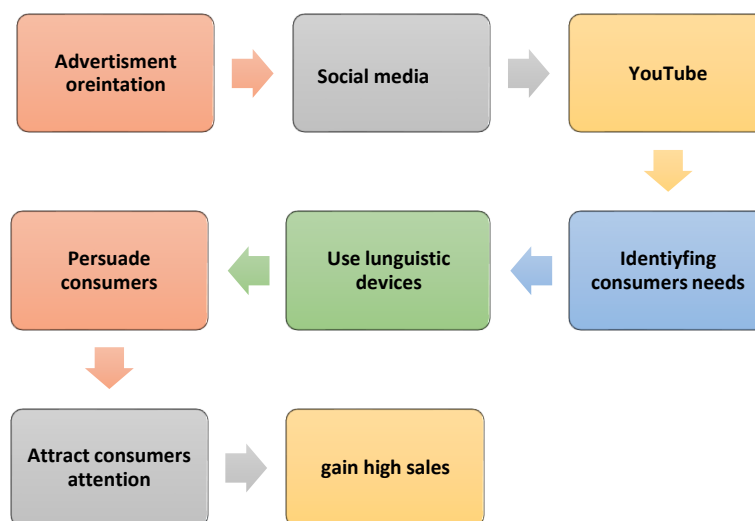 Advertisment
oreintation
Social media
YouTube
Identiyfing
consumers needs
Use lunguistic
devices
Persuade
consumers
Attract consumers
attention
gain high sales